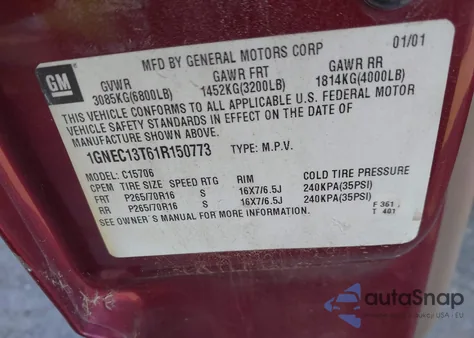 MFD BY GENERAL MOTORS CORP 01/01
GM
GVWR GAWR FRT GAWR RR
3085KG(6800LB) 1452KG(3200LB) 1814KG(4000LB)
THIS VEHICLE CONFORMS TO ALL APPLICABLE U.S. FEDERAL MOTOR
VEHICLE SAFETY STANDARDS IN EFFECT ON THE DATE OF
MANUFACTURE SHOWN ABOVE.
1GNEC13T61R150773 TYPE: M.P.V.
MODEL: C15706
CPEM TIRE SIZE SPEED RTG RIM COLD TIRE PRESSURE
FRT P265/70R16 S 16X7/6.5J 240KPA(35PSI)
RR P265/70R16 S 16X7/6.5J 240KPA(35PSI)
SEE OWNER'S MANUAL FOR MORE INFORMATION.
F 361
T 401
autoSnap
USA - EU